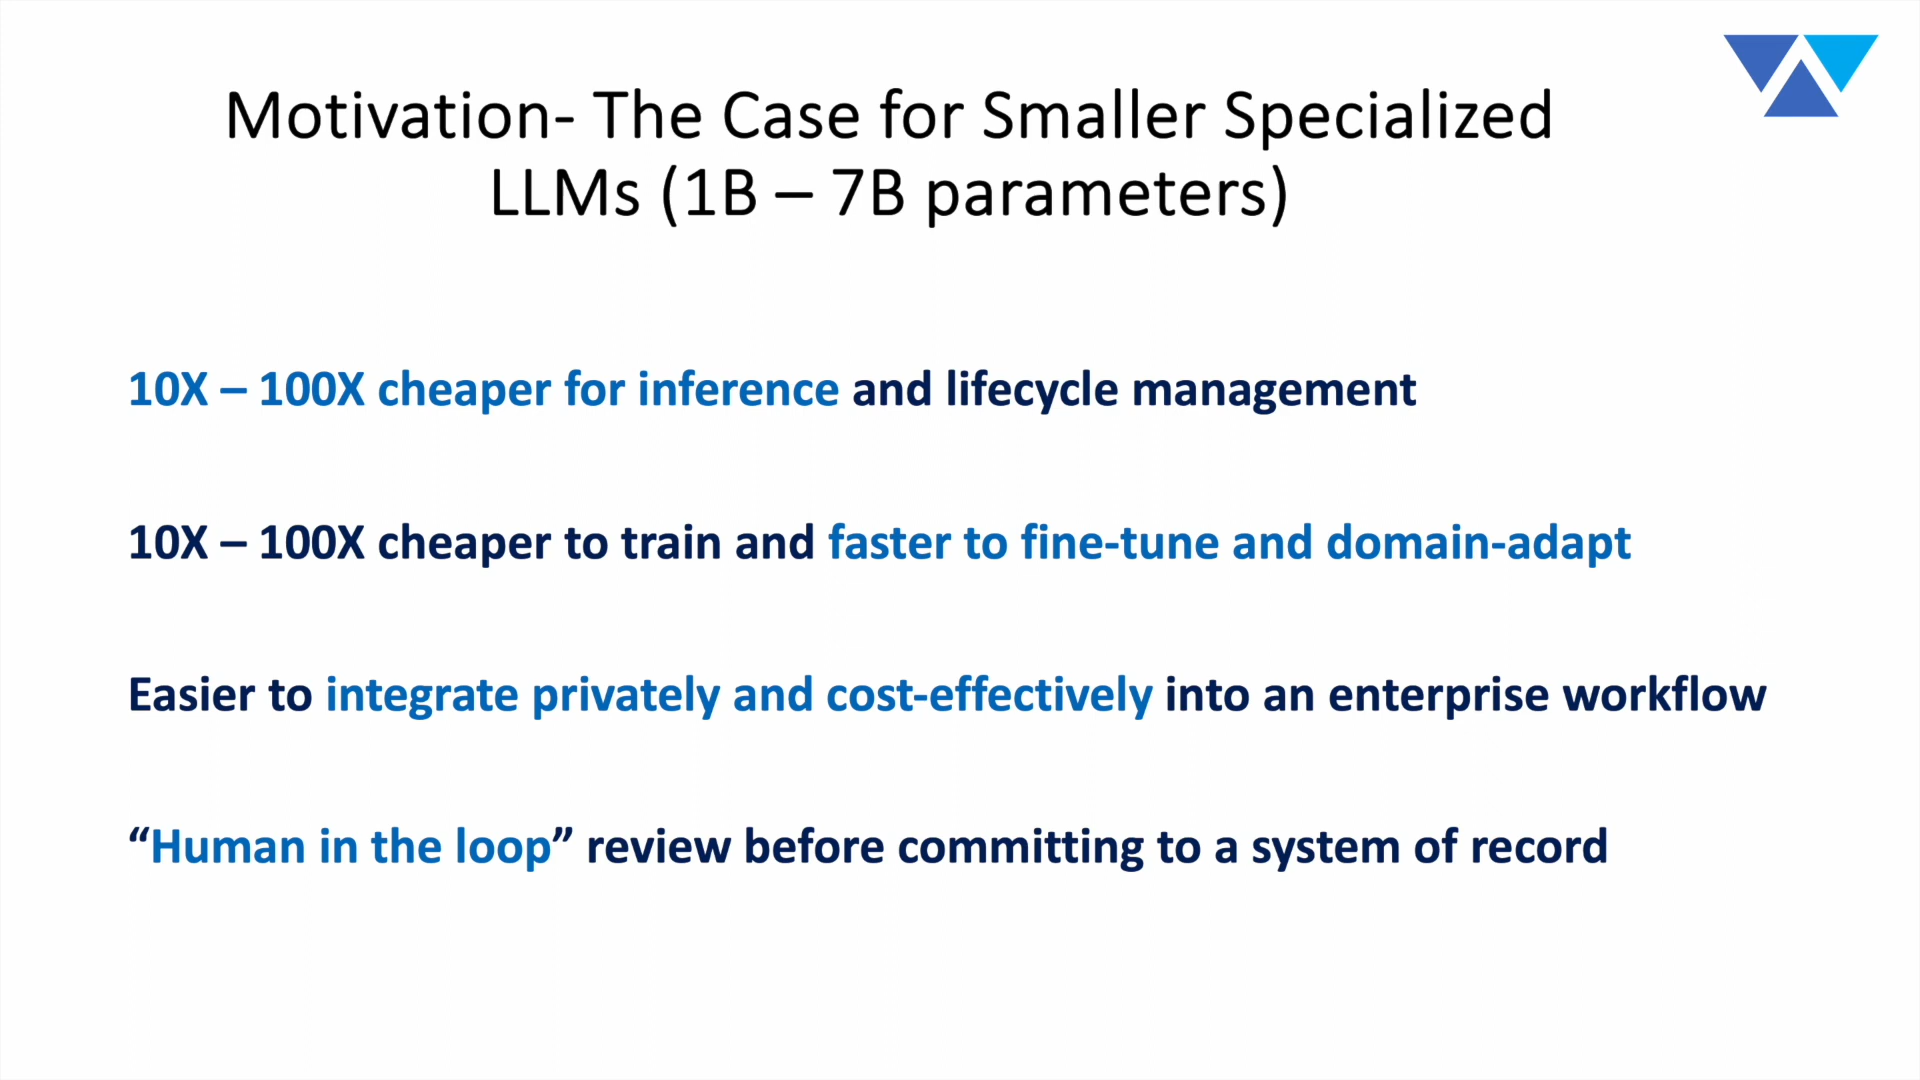 Motivation- The Case for Smaller Specialized
LLMs (1B – 7B parameters)
10X – 100X cheaper for inference and lifecycle management
10X – 100X cheaper to train and faster to fine-tune and domain-adapt
Easier to integrate privately and cost-effectively into an enterprise workflow
“Human in the loop” review before committing to a system of record